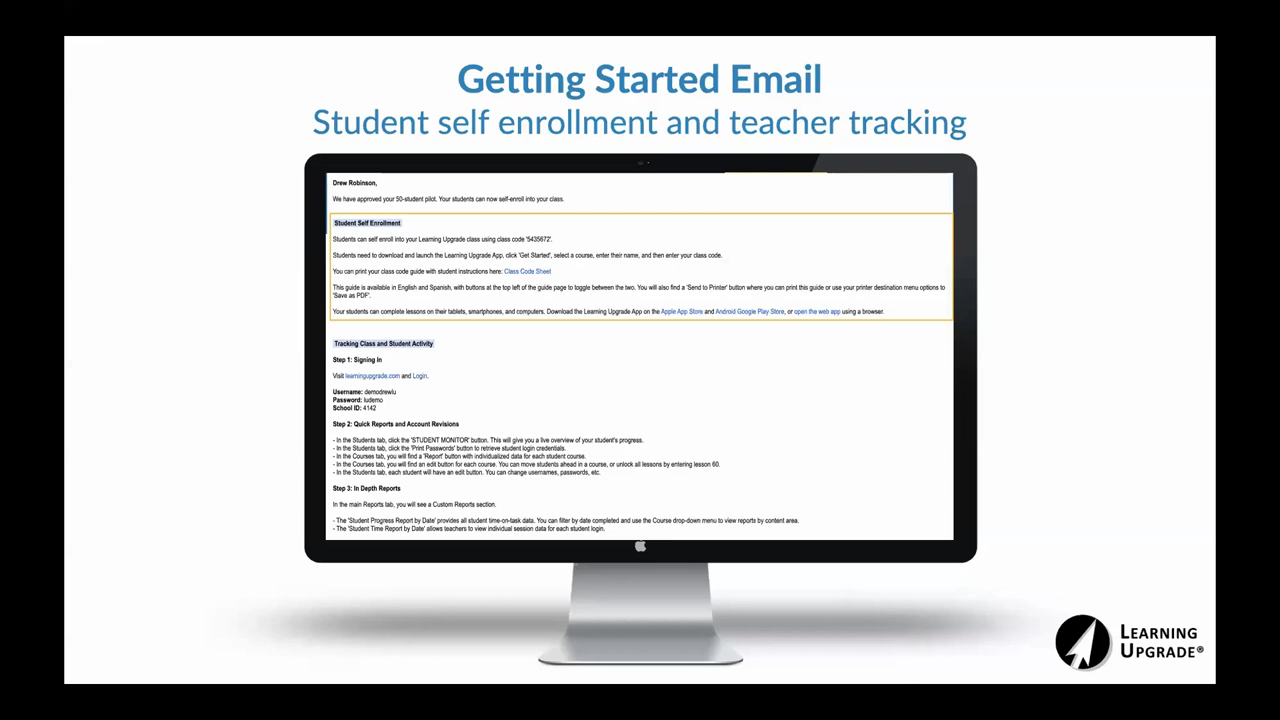 Getting Started Email
Student self enrollment and teacher tracking
Drew Robinson,
We have approved your 50-student pilot. Your students can now self-enroll into your class.
Student Self Enrollment
Students can self enroll into your Learning Upgrade class using class code '5435672'.
Students need to download and launch the Learning Upgrade App, click 'Get Started', select a course, enter their name, and then enter your class code.
You can print your class code guide with student instructions here: Class Code Sheet
This guide is available in English and Spanish, with buttons at the top left of the guide page to toggle between the two. You will also find a 'Send to Printer' button where you can print this guide or use your printer destination menu options to
'Save as PDF'.
Your students can complete lessons on their tablets, smartphones, and computers. Download the Learning Upgrade App on the Apple App Store and Android Google Play Store, or open the web app using a browser.
Tracking Class and Student Activity
Step 1: Signing In
Visit learningupgrade.com and Login.
Username: demodrewlu
Password: ludemo
School ID: 4142
Step 2: Quick Reports and Account Revisions
- In the Students tab, click the 'STUDENT MONITOR' button. This will give you a live overview of your student's progress.
- In the Students tab, click the 'Print Passwords' button to retrieve student login credentials.
- In the Courses tab, you will find a 'Report' button with individualized data for each student course.
- In the Courses tab, you will find an edit button for each course. You can move students ahead in a course, or unlock all lessons by entering lesson 60.
- In the Students tab, each student will have an edit button. You can change usernames, passwords, etc.
Step 3: In Depth Reports
In the main Reports tab, you will see a Custom Reports section.
- The 'Student Progress Report by Date' provides all student time-on-task data. You can filter by date completed and use the Course drop-down menu to view reports by content area.
- The 'Student Time Report by Date' allows teachers to view individual session data for each student login.
LEARNING
UPGRADE®